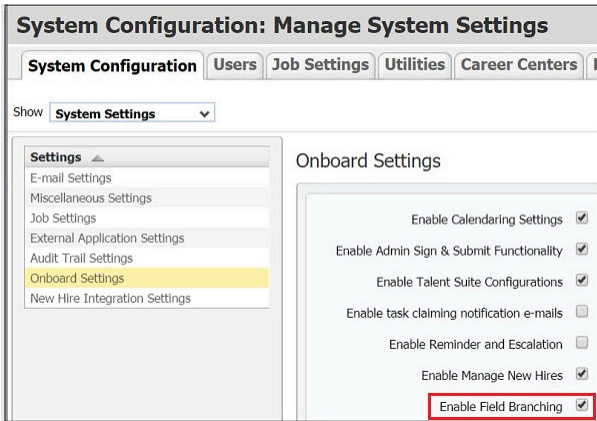 System Configuration: Manage System Settings
System Configuration Users Job Settings Utilities Career Centers
Show System Settings
Settings
E-mail Settings
Miscellaneous Settings
Job Settings
External Application Settings
Audit Trail Settings
Onboard Settings
New Hire Integration Settings
Onboard Settings
Enable Calendaring Settings
Enable Admin Sign & Submit Functionality
Enable Talent Suite Configurations
Enable task claiming notification e-mails
Enable Reminder and Escalation
Enable Manage New Hires
Enable Field Branching